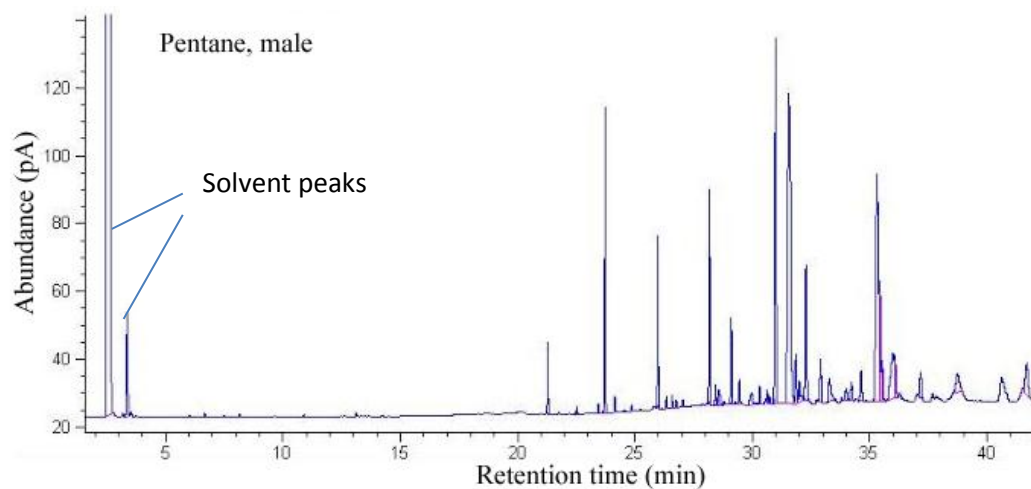 Pentane, male
Solvent peaks
Abundance (pA)
120
100
80
60
40
20
5 10 15 20 25 30 35 40
Retention time (min)